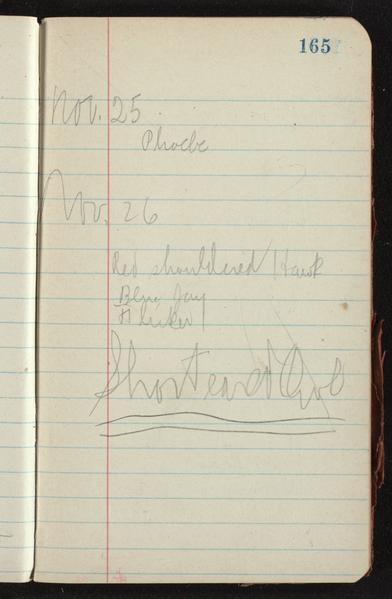 165
Nov. 25
Phoebe
Nov. 26
Red shouldered Hawk
Blue Jay
Flicker
Short eared Owl